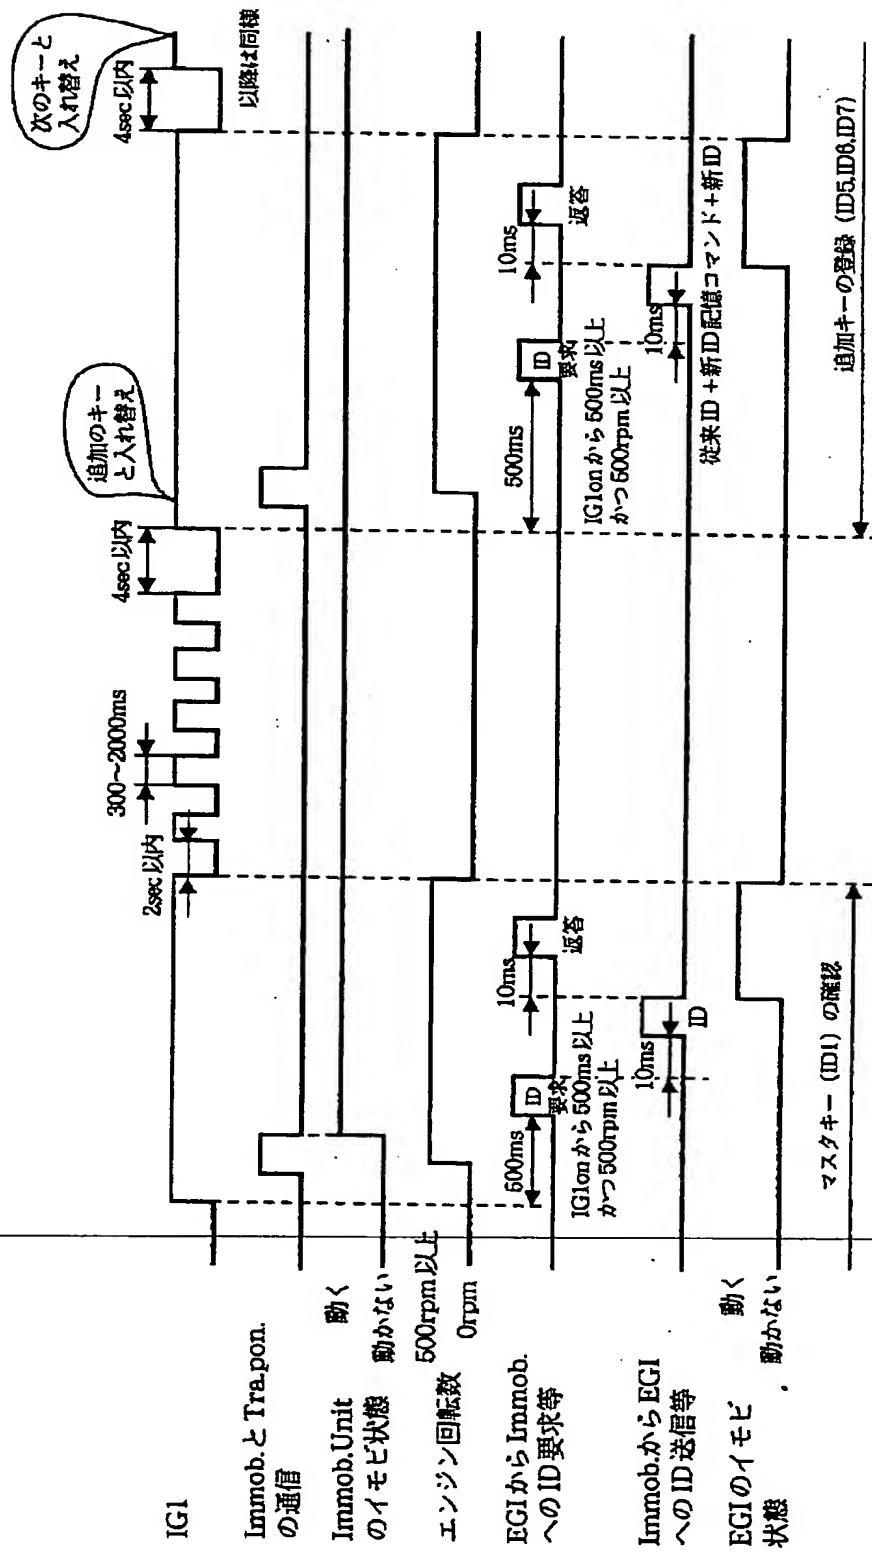 次のキーと
入れ替え
4sec以内
以降は同様
追加のキー
と入れ替え
4sec以内
300～2000ms
2sec以内
IG1
Immob.とTra.pon.
の通信
Immob.Unit
のイモビ状態
動く
動かない
エンジン回転数
500rpm以上
0rpm
EGIからImmob.
へのID要求等
600ms
ID
要求
IG1onから500ms以上
かつ500rpm以上
10ms
返答
500ms
ID
要求
IG1onから500ms以上
かつ500rpm以上
10ms
返答
Immob.からEGI
へのID送信等
10ms
ID
10ms
従来ID+新ID記憶コマンド+新ID
EGIのイモビ
状態
動く
動かない
マスタキー（ID1）の確認
追加キーの登録（ID5,ID6,ID7）